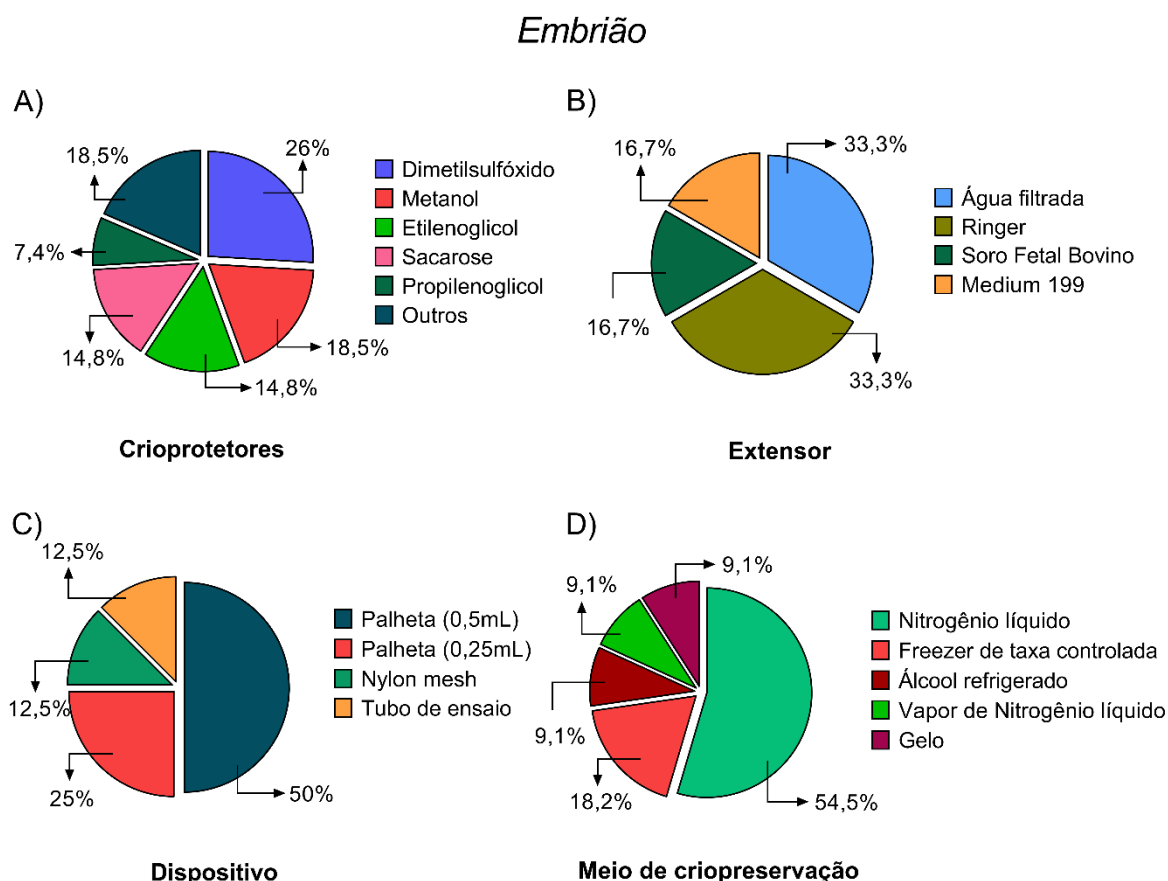 Embrião
A)
26%
18,5%
7,4%
14,8%
14,8%
18,5%
Dimetilsulfóxido
Metanol
Etilenoglicol
Sacarose
Propilenoglicol
Outros
Crioprotetores
B)
33,3%
16,7%
16,7%
33,3%
Água filtrada
Ringer
Soro Fetal Bovino
Medium 199
Extensor
C)
12,5%
12,5%
25%
50%
Palheta (0,5mL)
Palheta (0,25mL)
Nylon mesh
Tubo de ensaio
Dispositivo
D)
9,1%
9,1%
9,1%
18,2%
54,5%
Nitrogênio líquido
Freezer de taxa controlada
Álcool refrigerado
Vapor de Nitrogênio líquido
Gelo
Meio de criopreservação